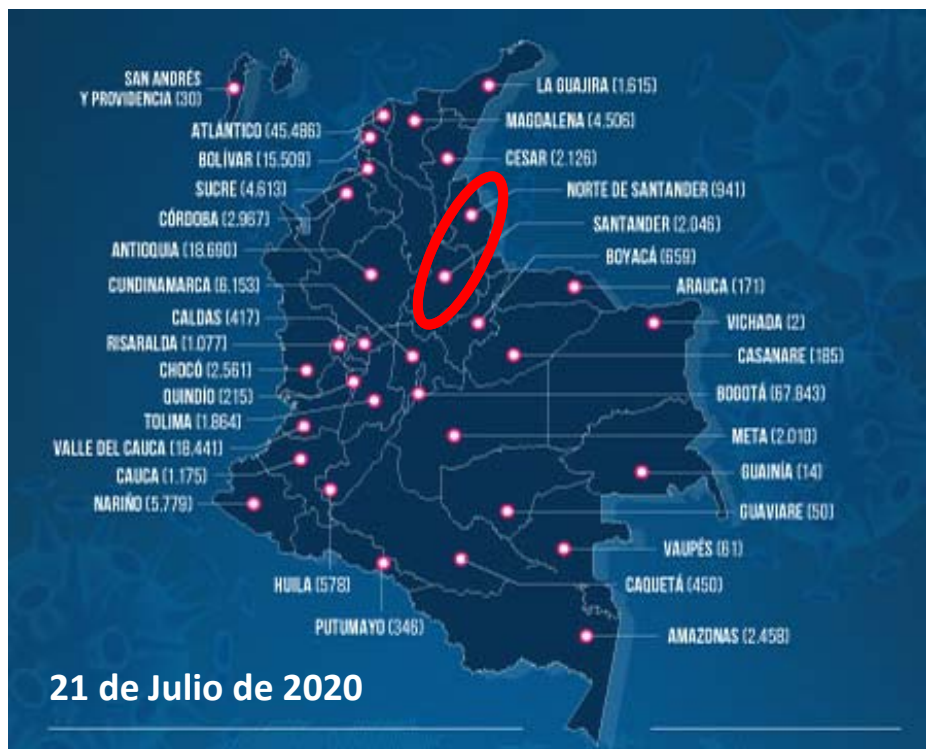 SAN ANDRÉS
Y PROVIDENCIA (30)
ATLÁNTICO (45.486)
BOLÍVAR (15.509)
SUCRE (4.613)
CÓRDOBA (2.967)
ANTIOQUIA (18.690)
CUNDINAMARCA (6.153)
CALDAS (417)
RISARALDA (1.077)
CHOCÓ (2.561)
QUINDÍO (215)
TOLIMA (1.864)
VALLE DEL CAUCA (18.441)
CAUCA (1.175)
NARIÑO (5.779)
HUILA (578)
PUTUMAYO (346)
LA GUAJIRA (1.615)
MAGDALENA (4.506)
CESAR (2.126)
NORTE DE SANTANDER (941)
SANTANDER (2.046)
BOYACÁ (659)
ARAUCA (171)
VICHADA (2)
CASANARE (185)
BOGOTÁ (67.843)
META (2.010)
GUAINÍA (14)
GUAVIARE (50)
VAUPÉS (61)
CAQUETÁ (450)
AMAZONAS (2.458)
21 de Julio de 2020